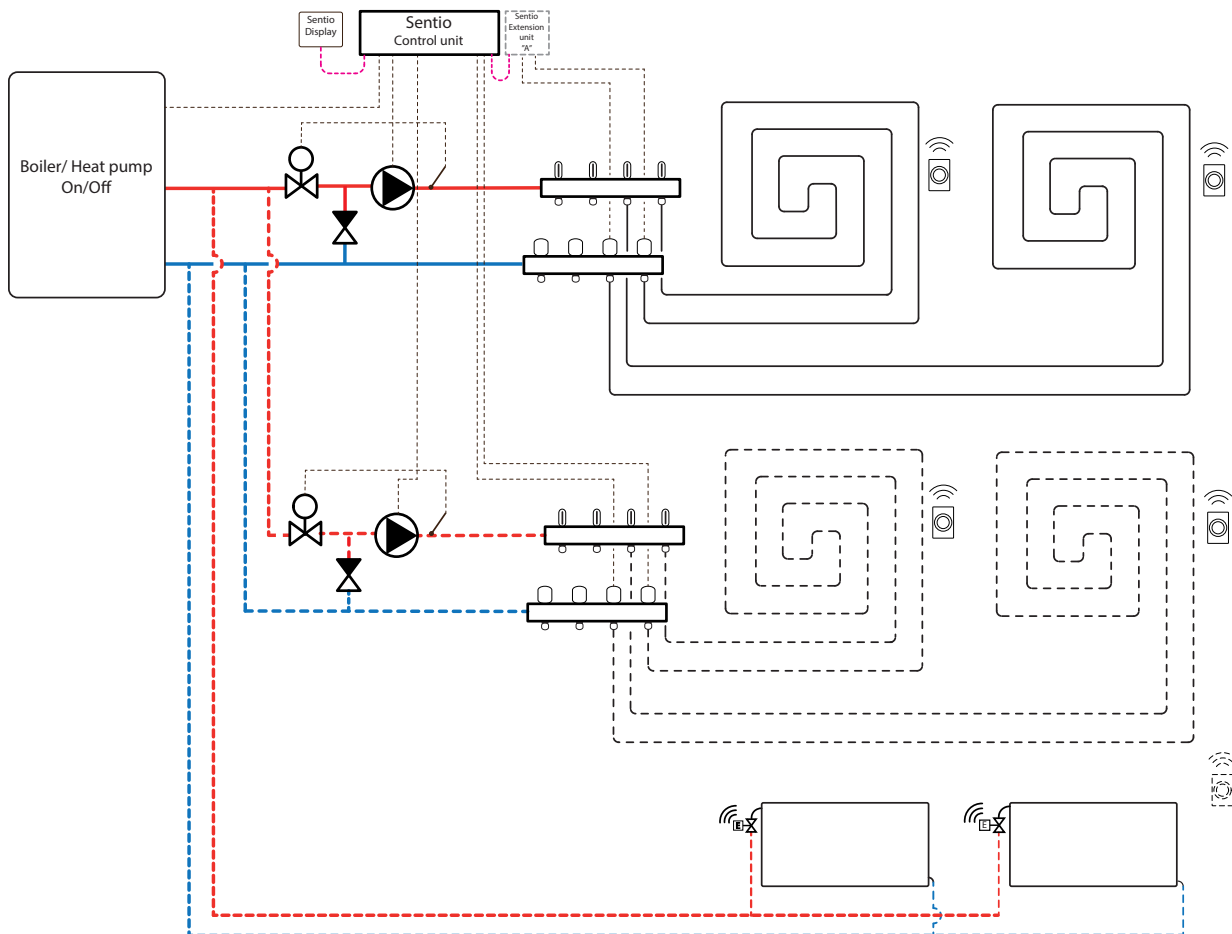 Sentio
Display
Sentio
Control unit
Sentio
Extension
unit
"A"
Boiler/ Heat pump
On/Off
E
E